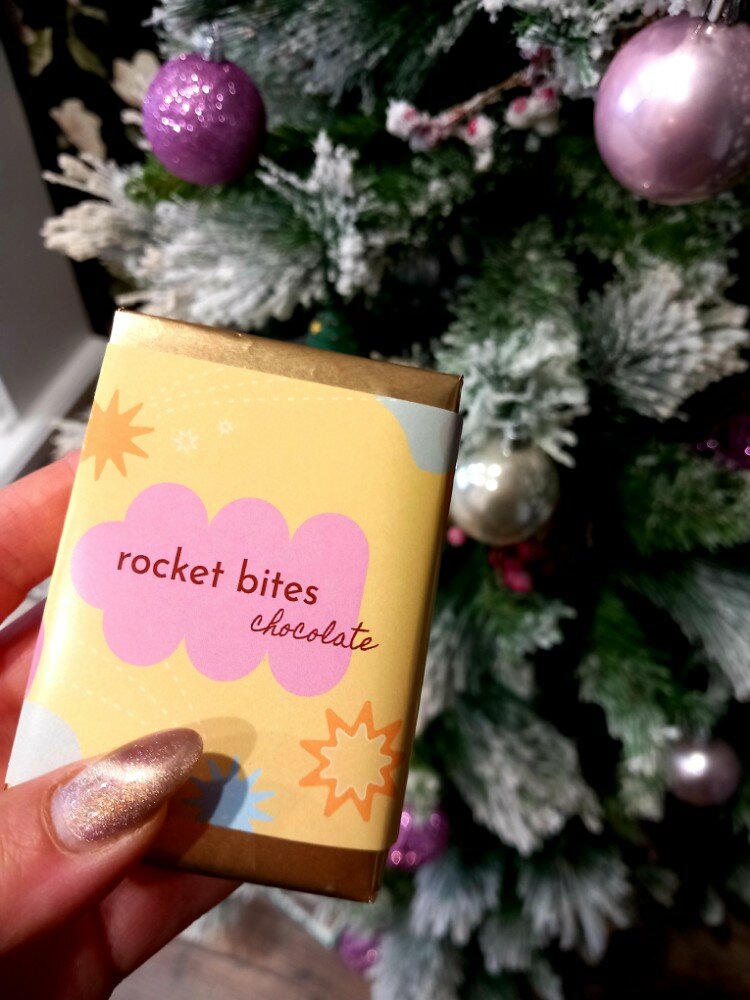 rocket bites
chocolate